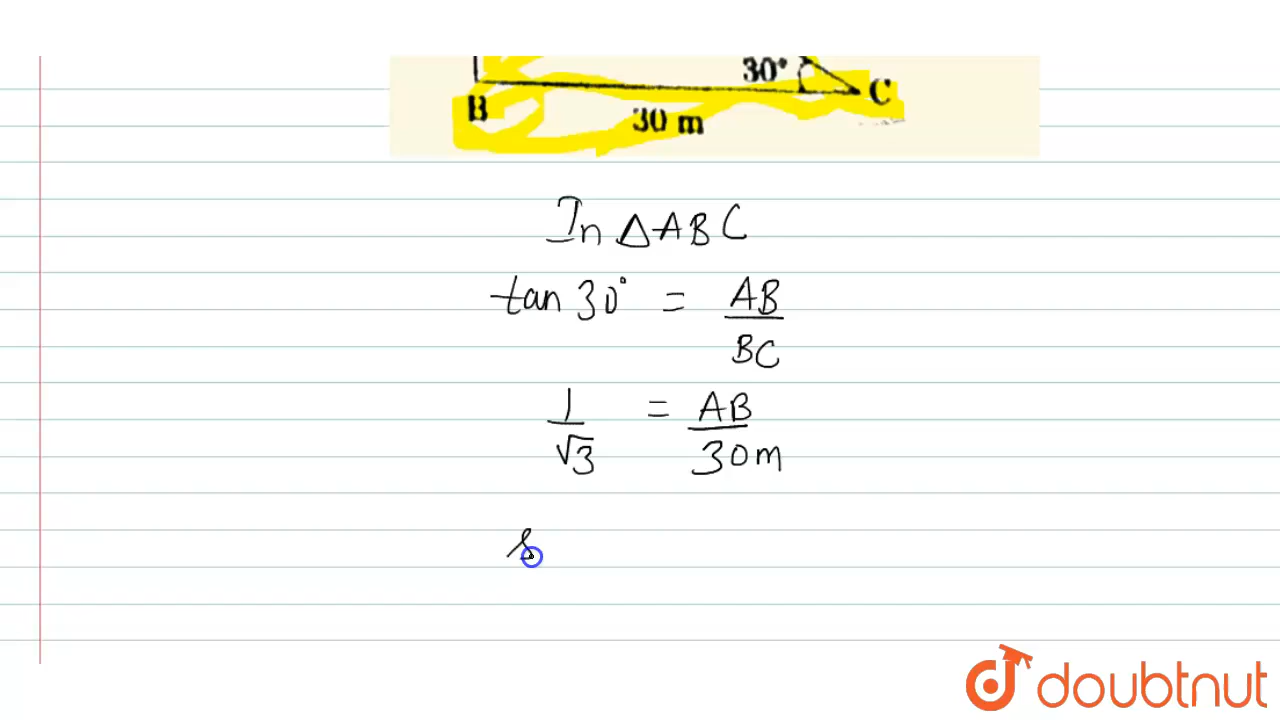 30°
C
B
30 m
In △ABC
tan 30° = AB/BC
1/√3 = AB/30m
s
doubtnut